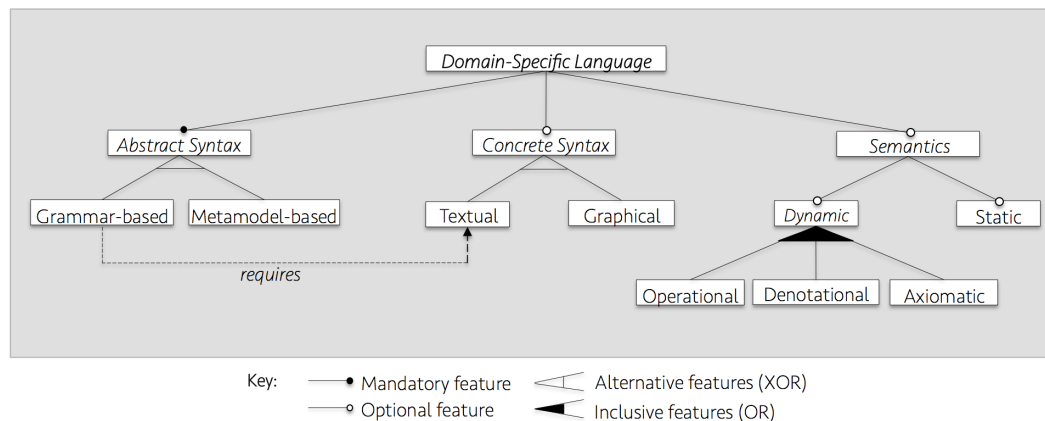 Domain-Specific Language
Abstract Syntax
Concrete Syntax
Semantics
Grammar-based
Metamodel-based
Textual
Graphical
Dynamic
Static
requires
Operational
Denotational
Axiomatic
Key:
Mandatory feature
Alternative features (XOR)
Optional feature
Inclusive features (OR)